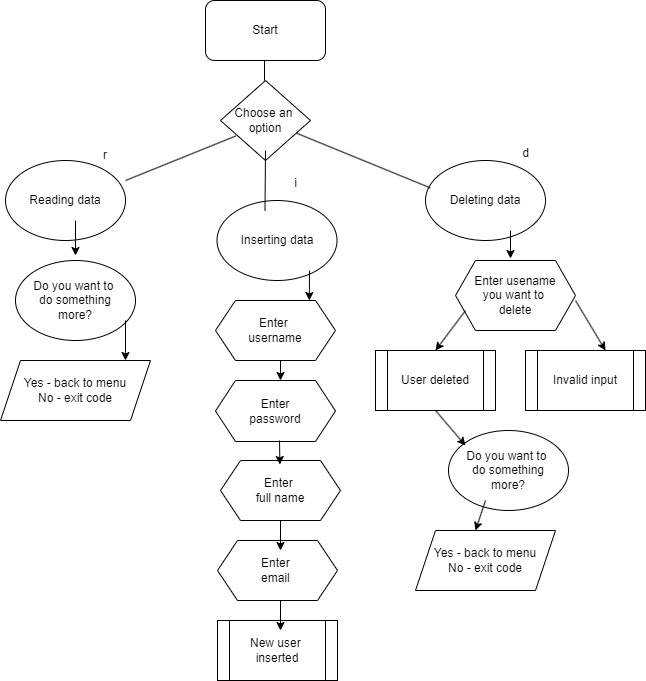 Start
Choose an
option
r
i
d
Reading data
Inserting data
Deleting data
Do you want to
do something
more?
Yes - back to menu
No - exit code
Enter
username
Enter
password
Enter
full name
Enter
email
New user
inserted
Enter usename
you want to
delete
User deleted
Invalid input
Do you want to
do something
more?
Yes - back to menu
No - exit code